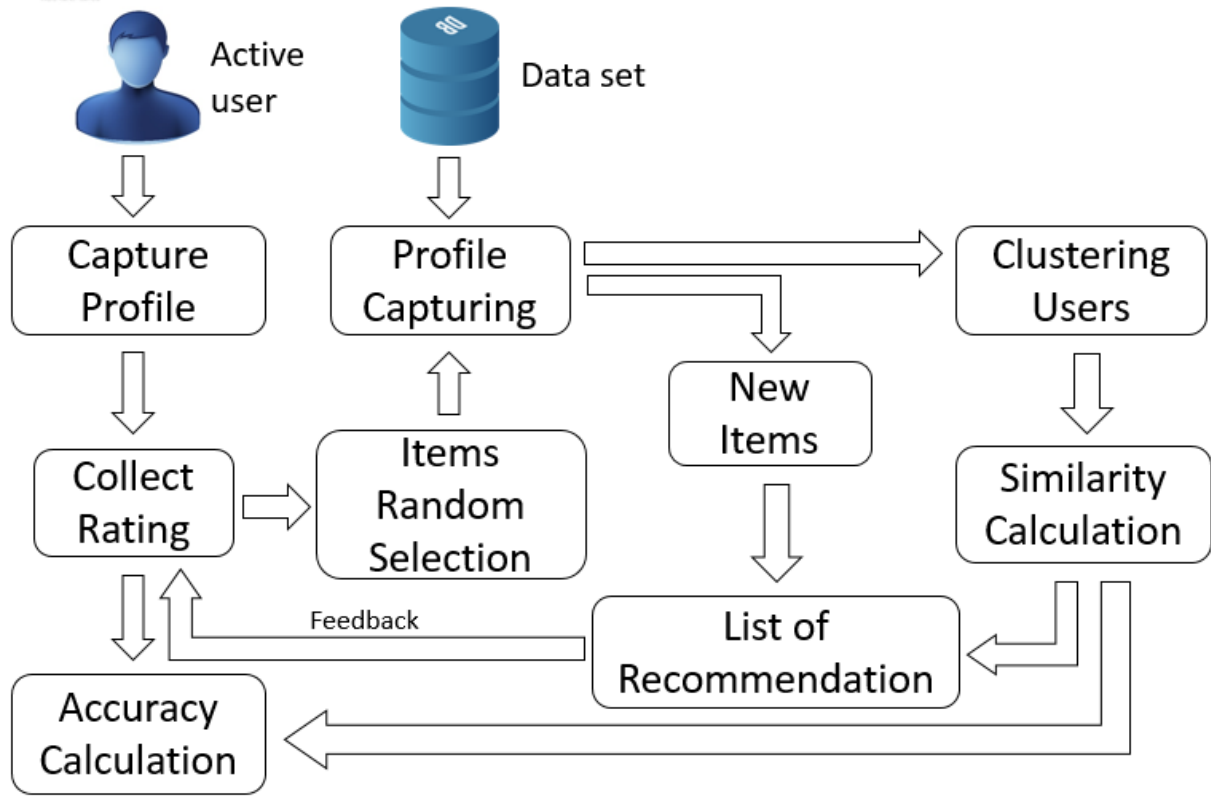 Active
user
DB
Data set
Capture
Profile
Profile
Capturing
Clustering
Users
New
Items
Collect
Rating
Items
Random
Selection
Similarity
Calculation
Feedback
List of
Recommendation
Accuracy
Calculation